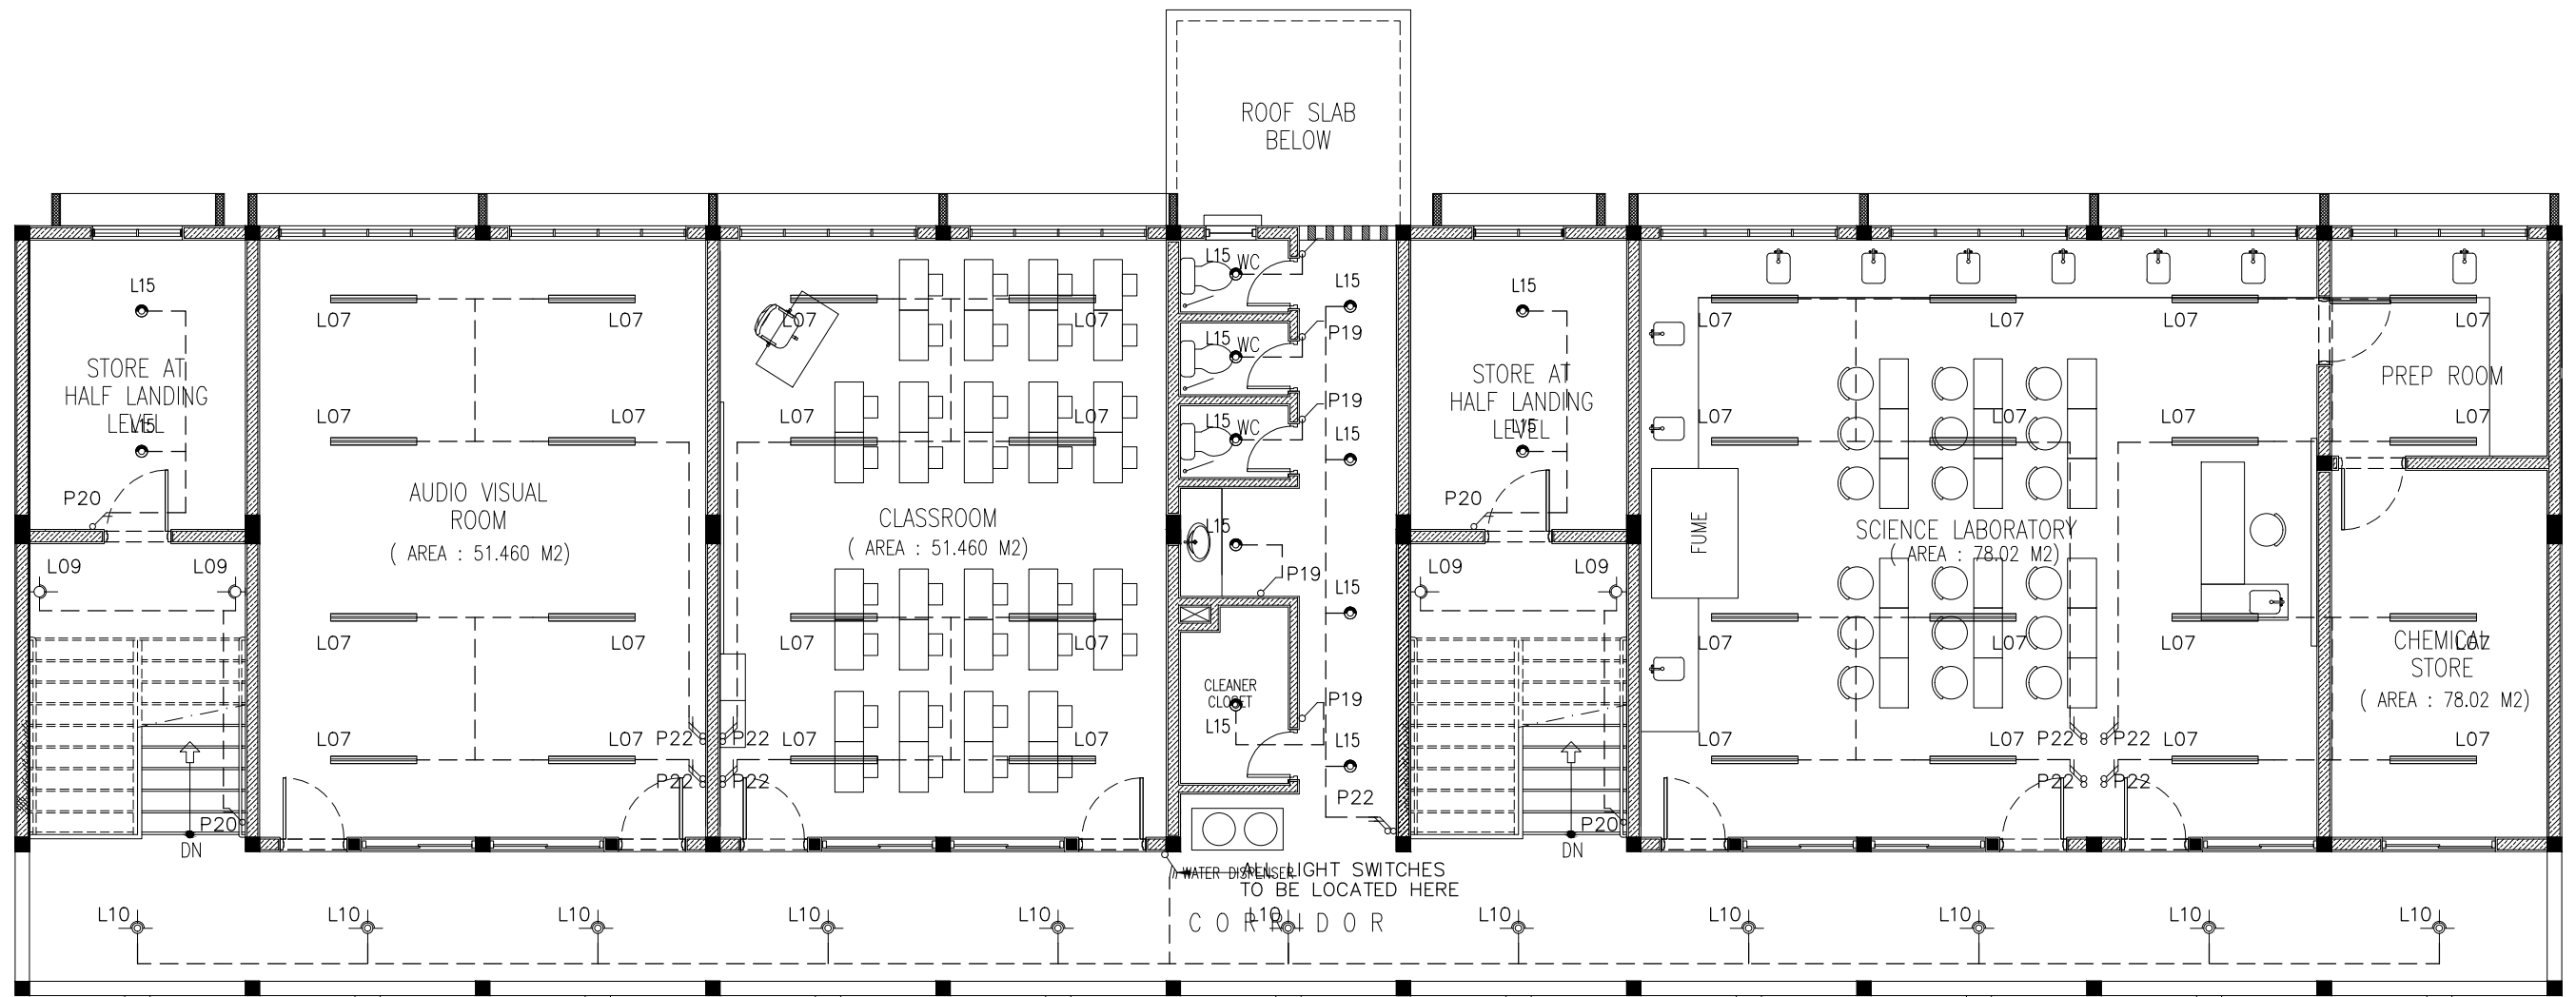 ROOF SLAB
BELOW
L15
L15
WC
L15
L15
L07
L07
L07
L07
L15
WC
P19
L07
L07
L07
L07
STORE AT
HALF LANDING
LEVEL
L15
STORE AT
HALF LANDING
LEVEL
L15
PREP ROOM
L07
L07
L07
L07
L15
WC
P19
L15
L07
L07
L07
L07
P20
AUDIO VISUAL
ROOM
( AREA : 51.460 M2)
CLASSROOM
( AREA : 51.460 M2)
L15
P20
FUME
SCIENCE LABORATORY
( AREA : 78.02 M2)
L09
L09
P19
L15
L09
L09
L07
L07
L07
L07
L07
L07
L07
L07
CHEMICAL
STORE
( AREA : 78.02 M2)
CLEANER
CLOSET
L15
P19
L15
L07
L07
P22
P22
L07
L07
L07
L07
P22
P22
L07
L07
P22
P22
P22
P22
P22
P20
P20
DN
DN
WATER DISPENSER
ALL LIGHT SWITCHES
TO BE LOCATED HERE
CORRIDOR
L10
L10
L10
L10
L10
L10
L10
L10
L10
L10
L10